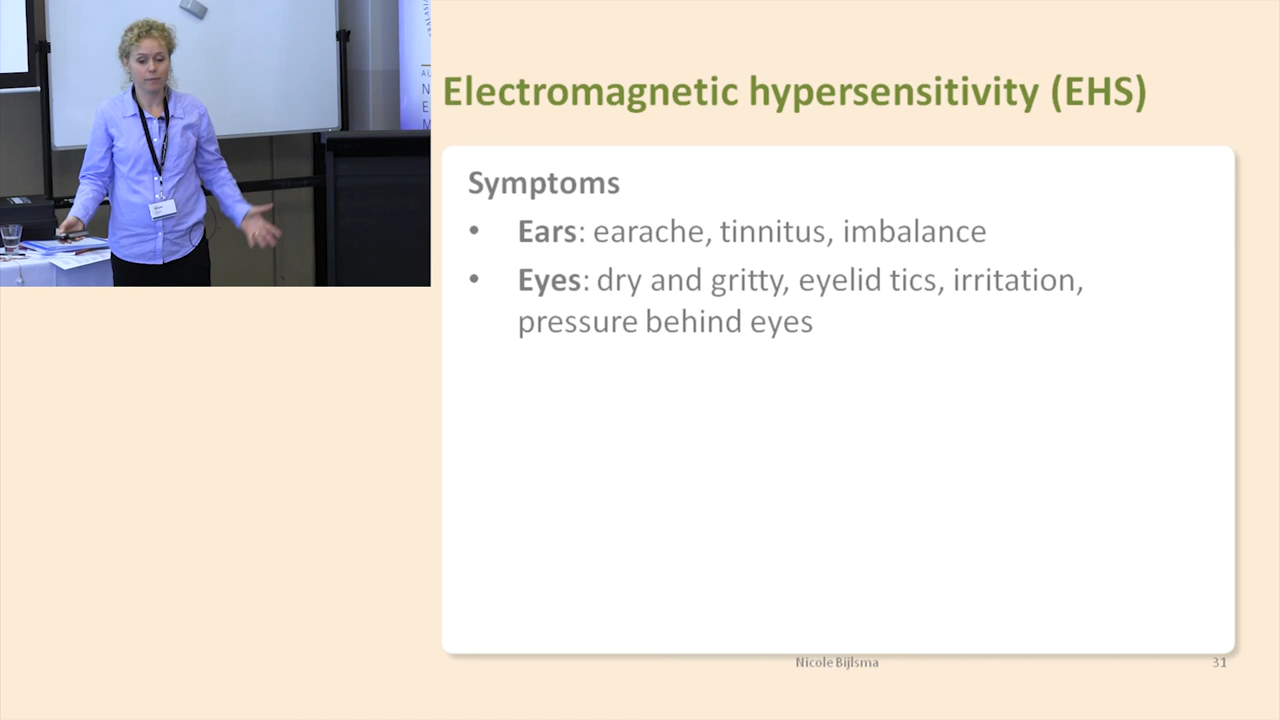 Electromagnetic hypersensitivity (EHS)
Symptoms
• Ears: earache, tinnitus, imbalance
• Eyes: dry and gritty, eyelid tics, irritation,
pressure behind eyes
Nicole Bijlsma
31